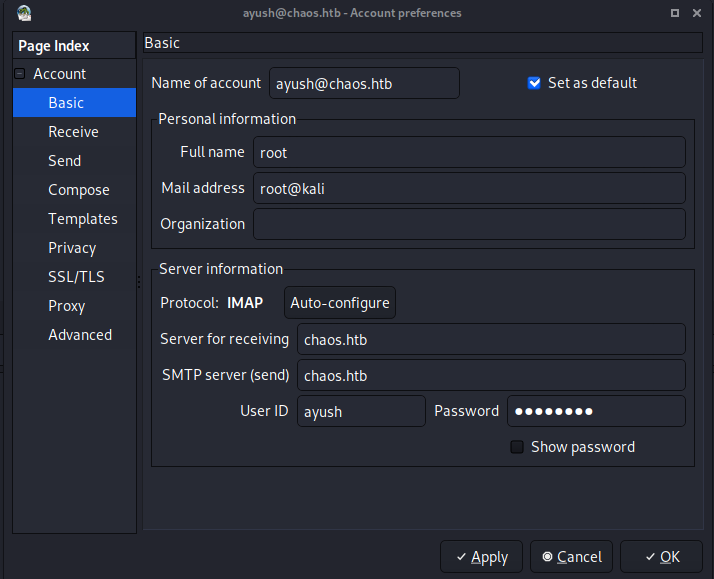 ayush@chaos.htb - Account preferences
Page Index
Account
Basic
Receive
Send
Compose
Templates
Privacy
SSL/TLS
Proxy
Advanced
Basic
Name of account ayush@chaos.htb Set as default
Personal information
Full name root
Mail address root@kali
Organization
Server information
Protocol: IMAP Auto-configure
Server for receiving chaos.htb
SMTP server (send) chaos.htb
User ID ayush Password ●●●●●●●●
Show password
Apply Cancel OK